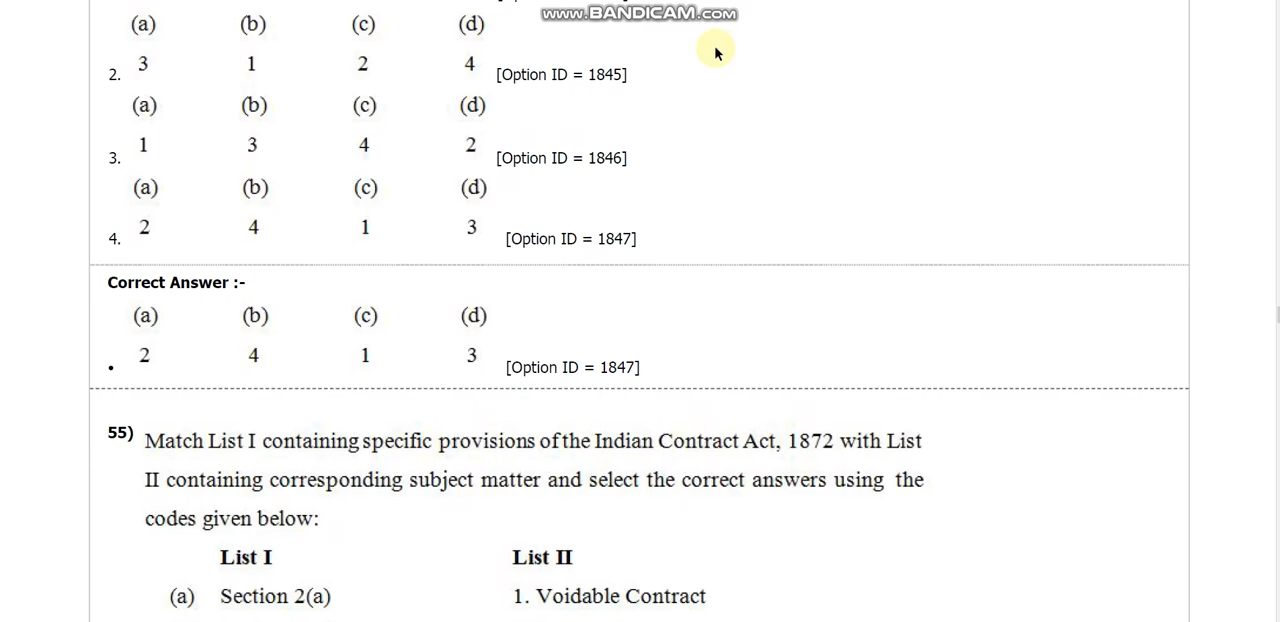 www.BANDICAM.com
(a) (b) (c) (d)
2. 3 1 2 4 [Option ID = 1845]
(a) (b) (c) (d)
3. 1 3 4 2 [Option ID = 1846]
(a) (b) (c) (d)
4. 2 4 1 3 [Option ID = 1847]
Correct Answer :-
(a) (b) (c) (d)
• 2 4 1 3 [Option ID = 1847]
55) Match List I containing specific provisions of the Indian Contract Act, 1872 with List
II containing corresponding subject matter and select the correct answers using the
codes given below:
List I List II
(a) Section 2(a) 1. Voidable Contract